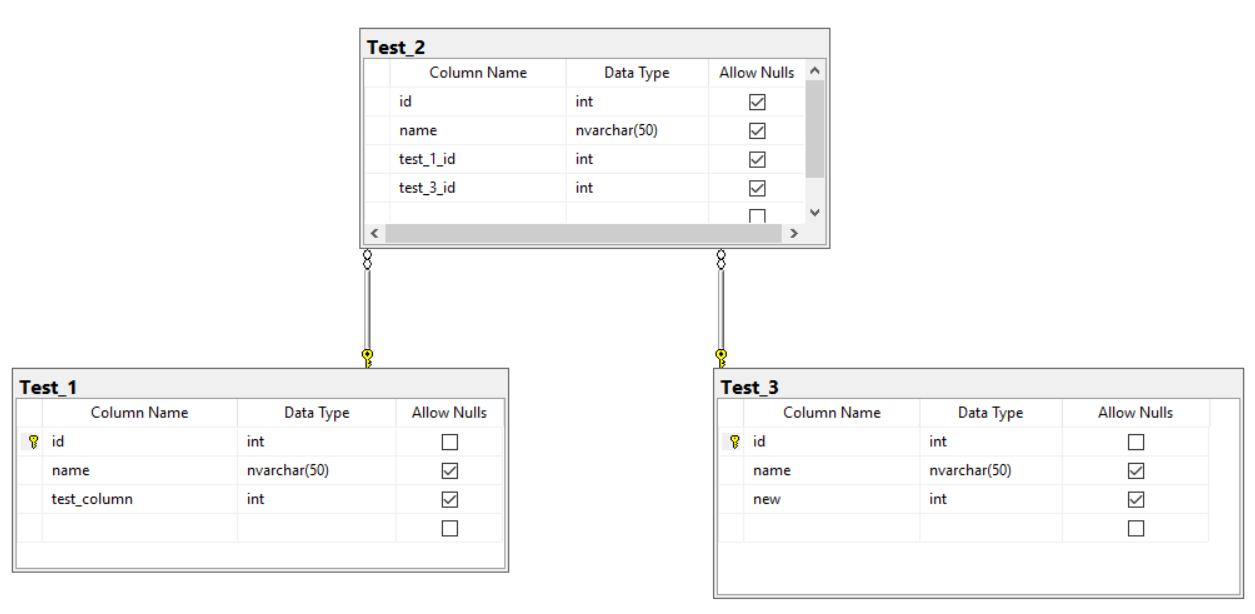 Test_2
Column Name Data Type Allow Nulls
id int
name nvarchar(50)
test_1_id int
test_3_id int
Test_1
Column Name Data Type Allow Nulls
id int
name nvarchar(50)
test_column int
Test_3
Column Name Data Type Allow Nulls
id int
name nvarchar(50)
new int